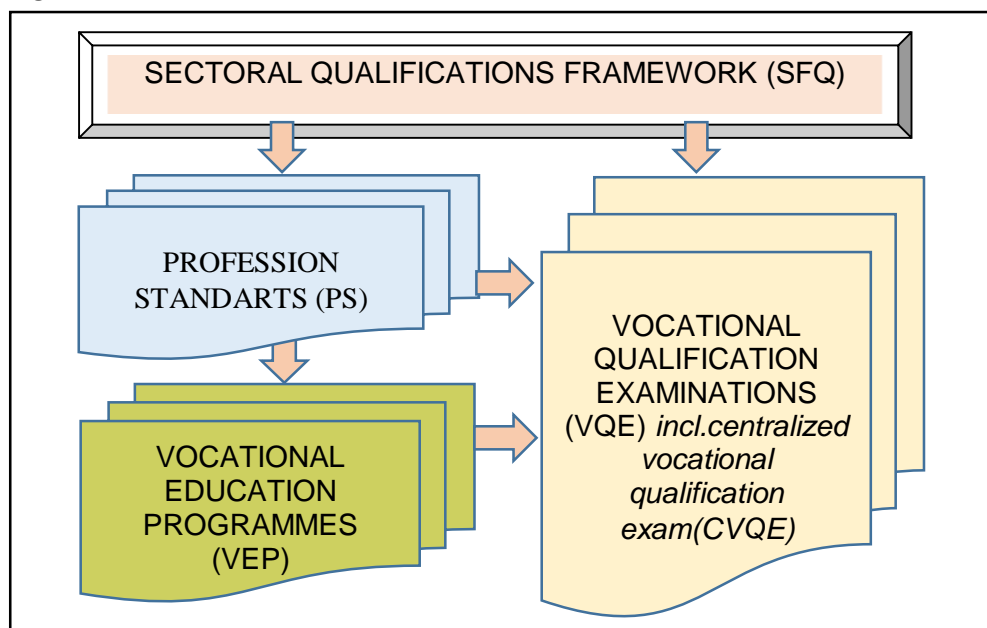 SECTORAL QUALIFICATIONS FRAMEWORK (SFQ)
PROFESSION
STANDARTS (PS)
VOCATIONAL
EDUCATION
PROGRAMMES
(VEP)
VOCATIONAL
QUALIFICATION
EXAMINATIONS
(VQE) incl.centralized
vocational
qualification
exam(CVQE)